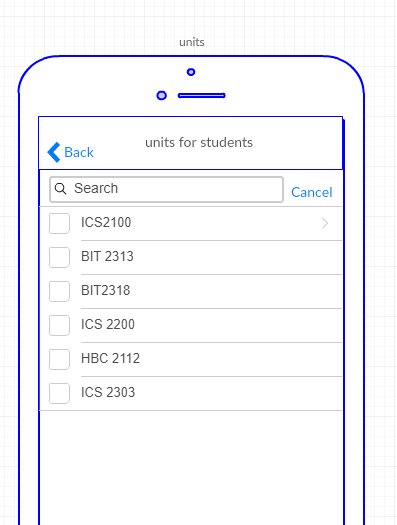 units
units for students
Back
Search
Cancel
ICS2100
BIT 2313
BIT2318
ICS 2200
HBC 2112
ICS 2303